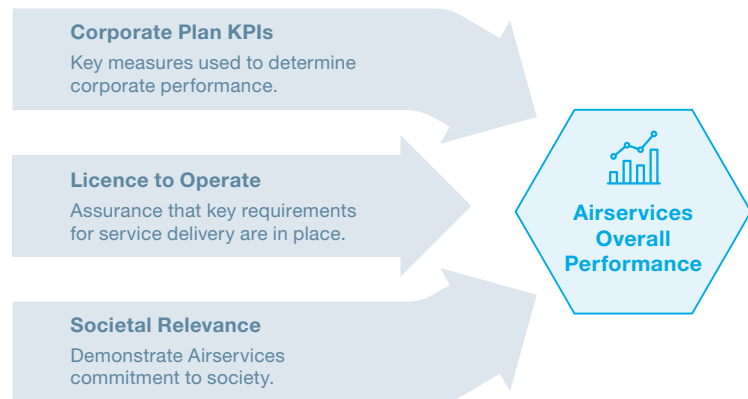 Corporate Plan KPIs
Key measures used to determine
corporate performance.
Licence to Operate
Assurance that key requirements
for service delivery are in place.
Societal Relevance
Demonstrate Airservices
commitment to society.
Airservices
Overall
Performance